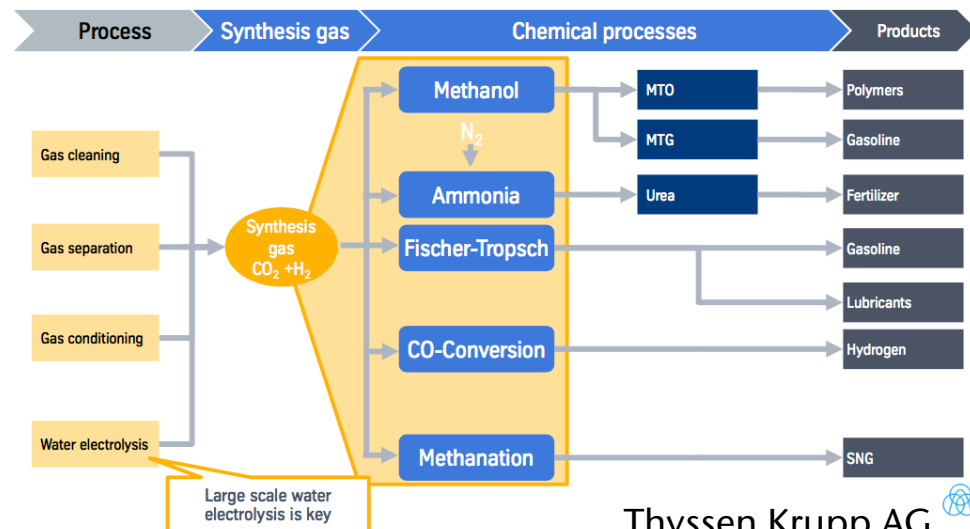 Process
Synthesis gas
Chemical processes
Products
Gas cleaning
Gas separation
Gas conditioning
Water electrolysis
Large scale water
electrolysis is key
Synthesis
gas
CO₂ +H₂
Methanol
N₂
Ammonia
Fischer-Tropsch
CO-Conversion
Methanation
MTO
MTG
Urea
Polymers
Gasoline
Fertilizer
Gasoline
Lubricants
Hydrogen
SNG
Thyssen Krupp AG